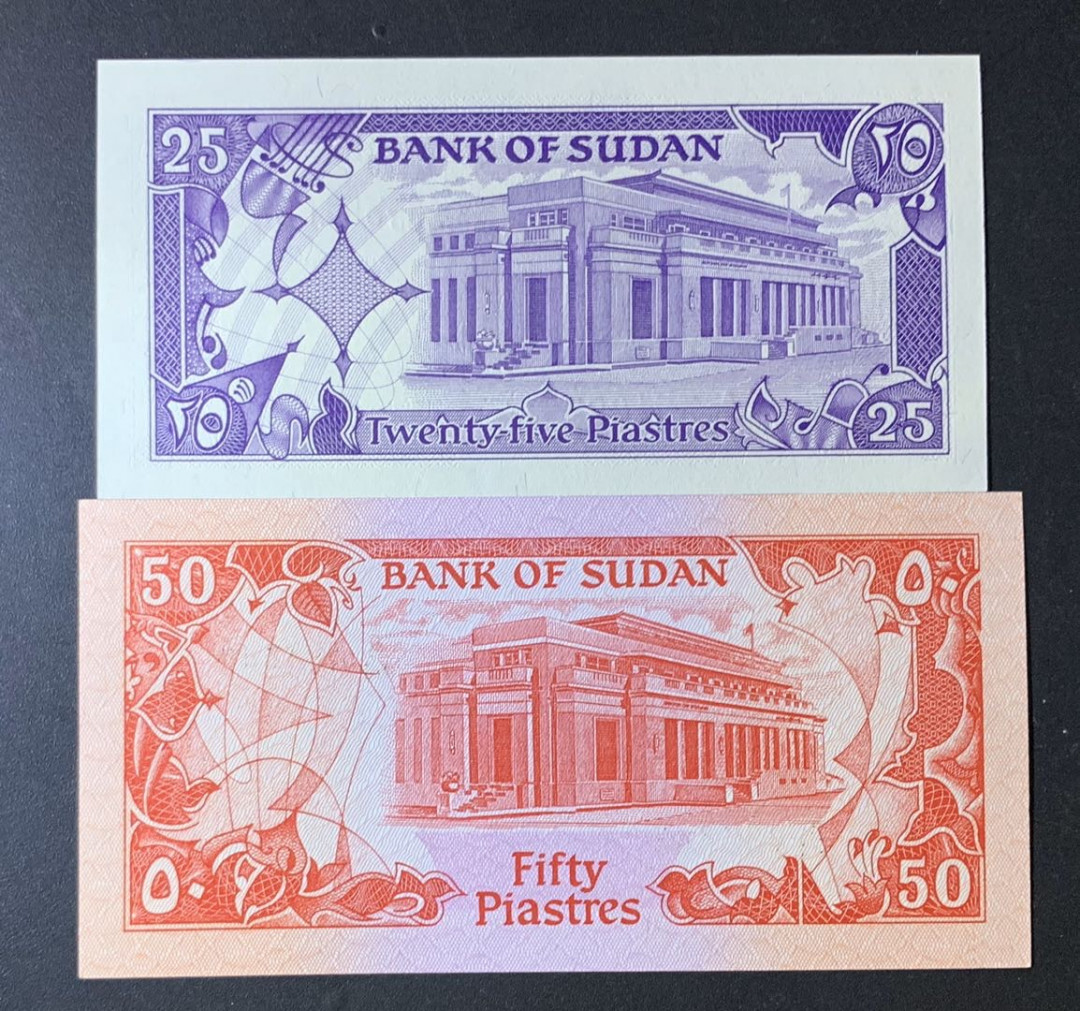 25 BANK OF SUDAN ٢٥
Twenty-five Piastres
٢٥ 25
50 BANK OF SUDAN ٥٠
Fifty
Piastres
٥٠ 50